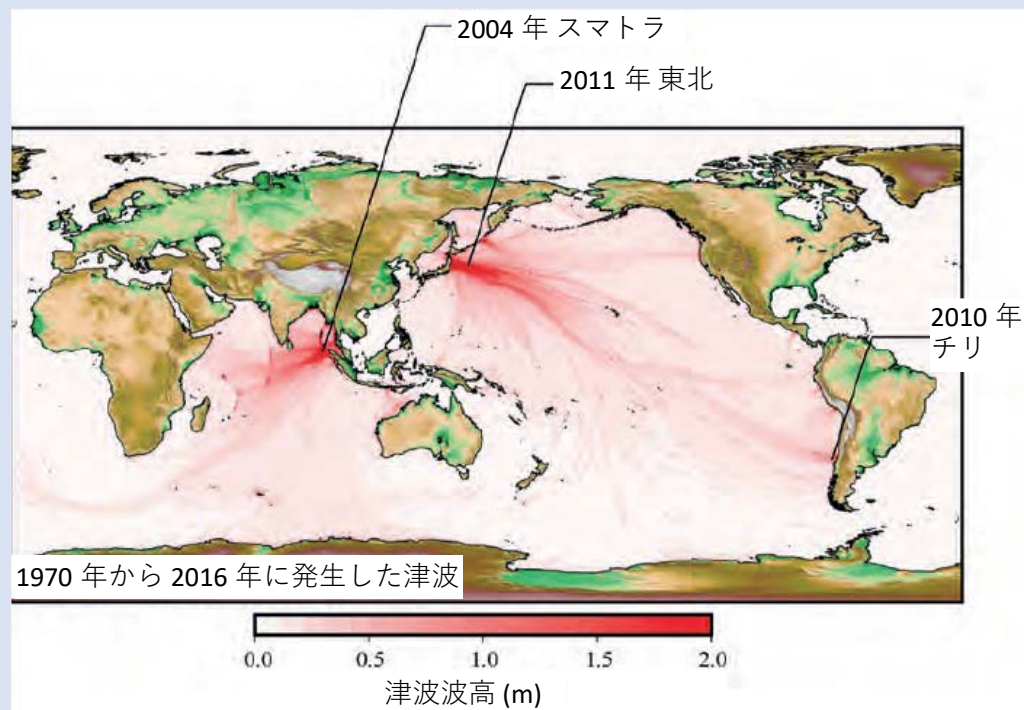 2004 年 スマトラ
2011 年 東北
2010 年
チリ
1970 年から 2016 年に発生した津波
0.0 0.5 1.0 1.5 2.0
津波波高 (m)